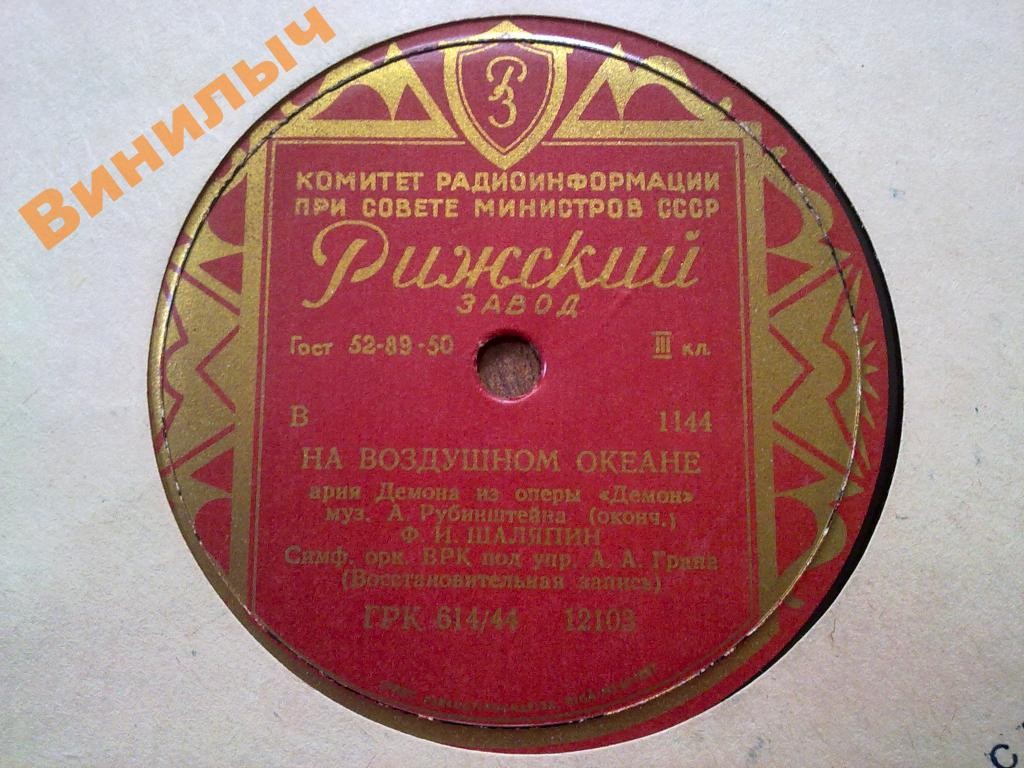 Винилыч
РЗ
КОМИТЕТ РАДИОИНФОРМАЦИИ
ПРИ СОВЕТЕ МИНИСТРОВ СССР
Рижский
ЗАВОД
Гост 52-89-50 III кл.
В 1144
НА ВОЗДУШНОМ ОКЕАНЕ
ария Демона из оперы «Демон»
муз. А. Рубинштейна (оконч.)
Ф. И. ШАЛЯПИН
Симф. орк. ВРК под упр. А. А. Грана
(Восстановительная запись)
ГРК 614/44 12103
С